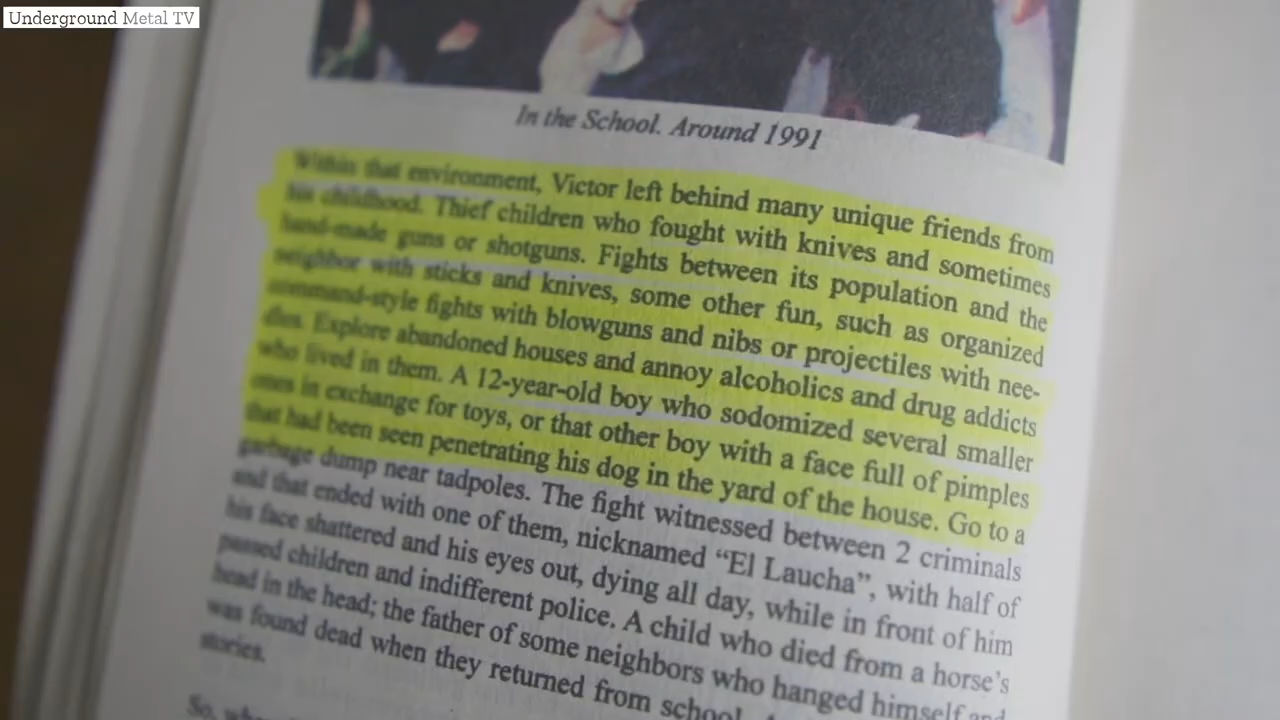 Underground Metal TV
In the School. Around 1991
Within that environment, Victor left behind many unique friends from
his childhood. Thief children who fought with knives and sometimes
hand-made guns or shotguns. Fights between its population and the
neighbor with sticks and knives, some other fun, such as organized
command-style fights with blowguns and nibs or projectiles with nee-
dles. Explore abandoned houses and annoy alcoholics and drug addicts
who lived in them. A 12-year-old boy who sodomized several smaller
ones in exchange for toys, or that other boy with a face full of pimples
that had been seen penetrating his dog in the yard of the house. Go to a
garbage dump near tadpoles. The fight witnessed between 2 criminals
and that ended with one of them, nicknamed “El Laucha”, with half of
his face shattered and his eyes out, dying all day, while in front of him
passed children and indifferent police. A child who died from a horse’s
head in the head; the father of some neighbors who hanged himself and
was found dead when they returned from school.
stories.
So,